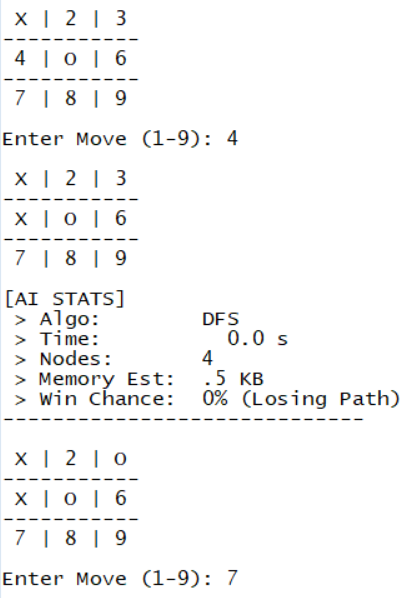 X | 2 | 3
-----------
4 | O | 6
-----------
7 | 8 | 9
Enter Move (1-9): 4
X | 2 | 3
-----------
X | O | 6
-----------
7 | 8 | 9
[AI STATS]
> Algo: DFS
> Time: 0.0 s
> Nodes: 4
> Memory Est: .5 KB
> Win Chance: 0% (Losing Path)
-----------------------------
X | 2 | O
-----------
X | O | 6
-----------
7 | 8 | 9
Enter Move (1-9): 7